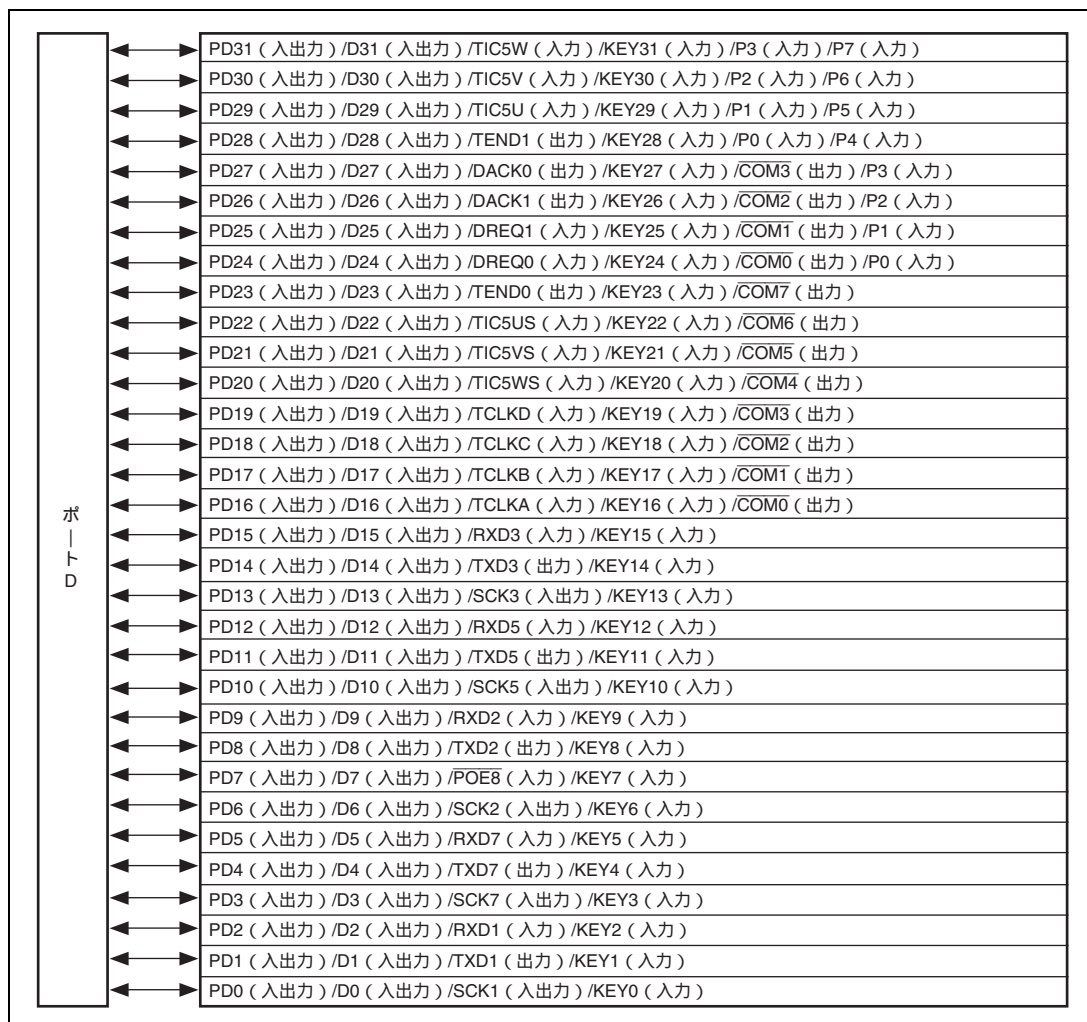 ポートD
PD31（入出力）/D31（入出力）/TIC5W（入力）/KEY31（入力）/P3（入力）/P7（入力）
PD30（入出力）/D30（入出力）/TIC5V（入力）/KEY30（入力）/P2（入力）/P6（入力）
PD29（入出力）/D29（入出力）/TIC5U（入力）/KEY29（入力）/P1（入力）/P5（入力）
PD28（入出力）/D28（入出力）/TEND1（出力）/KEY28（入力）/P0（入力）/P4（入力）
PD27（入出力）/D27（入出力）/DACK0（出力）/KEY27（入力）/C̅O̅M̅3̅（出力）/P3（入力）
PD26（入出力）/D26（入出力）/DACK1（出力）/KEY26（入力）/C̅O̅M̅2̅（出力）/P2（入力）
PD25（入出力）/D25（入出力）/DREQ1（入力）/KEY25（入力）/C̅O̅M̅1̅（出力）/P1（入力）
PD24（入出力）/D24（入出力）/DREQ0（入力）/KEY24（入力）/C̅O̅M̅0̅（出力）/P0（入力）
PD23（入出力）/D23（入出力）/TEND0（出力）/KEY23（入力）/C̅O̅M̅7̅（出力）
PD22（入出力）/D22（入出力）/TIC5US（入力）/KEY22（入力）/C̅O̅M̅6̅（出力）
PD21（入出力）/D21（入出力）/TIC5VS（入力）/KEY21（入力）/C̅O̅M̅5̅（出力）
PD20（入出力）/D20（入出力）/TIC5WS（入力）/KEY20（入力）/C̅O̅M̅4̅（出力）
PD19（入出力）/D19（入出力）/TCLKD（入力）/KEY19（入力）/C̅O̅M̅3̅（出力）
PD18（入出力）/D18（入出力）/TCLKC（入力）/KEY18（入力）/C̅O̅M̅2̅（出力）
PD17（入出力）/D17（入出力）/TCLKB（入力）/KEY17（入力）/C̅O̅M̅1̅（出力）
PD16（入出力）/D16（入出力）/TCLKA（入力）/KEY16（入力）/C̅O̅M̅0̅（出力）
PD15（入出力）/D15（入出力）/RXD3（入力）/KEY15（入力）
PD14（入出力）/D14（入出力）/TXD3（出力）/KEY14（入力）
PD13（入出力）/D13（入出力）/SCK3（入出力）/KEY13（入力）
PD12（入出力）/D12（入出力）/RXD5（入力）/KEY12（入力）
PD11（入出力）/D11（入出力）/TXD5（出力）/KEY11（入力）
PD10（入出力）/D10（入出力）/SCK5（入出力）/KEY10（入力）
PD9（入出力）/D9（入出力）/RXD2（入力）/KEY9（入力）
PD8（入出力）/D8（入出力）/TXD2（出力）/KEY8（入力）
PD7（入出力）/D7（入出力）/P̅O̅E̅8̅（入力）/KEY7（入力）
PD6（入出力）/D6（入出力）/SCK2（入出力）/KEY6（入力）
PD5（入出力）/D5（入出力）/RXD7（入力）/KEY5（入力）
PD4（入出力）/D4（入出力）/TXD7（出力）/KEY4（入力）
PD3（入出力）/D3（入出力）/SCK7（入出力）/KEY3（入力）
PD2（入出力）/D2（入出力）/RXD1（入力）/KEY2（入力）
PD1（入出力）/D1（入出力）/TXD1（出力）/KEY1（入力）
PD0（入出力）/D0（入出力）/SCK1（入出力）/KEY0（入力）